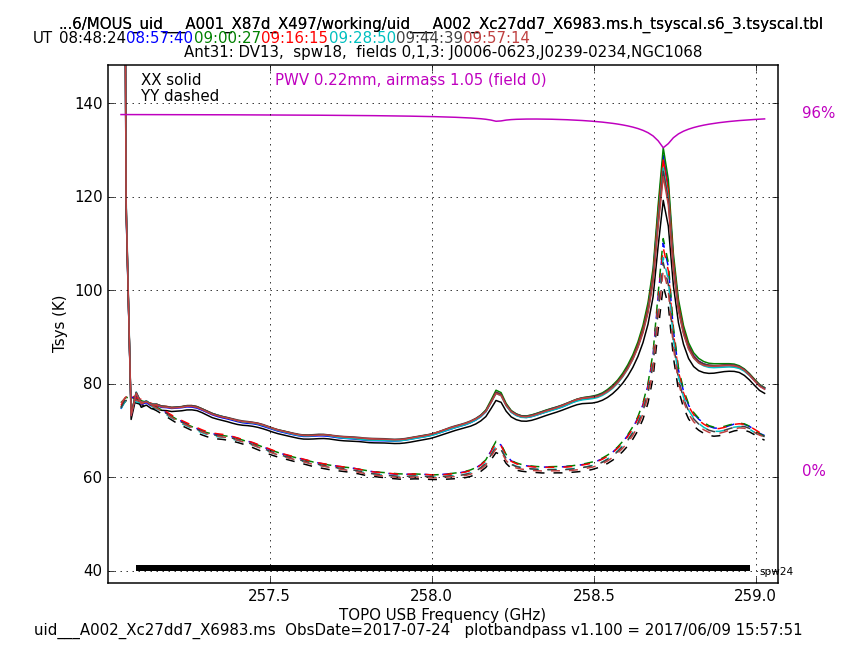 ...6/MOUS_uid___A001_X87d_X497/working/uid___A002_Xc27dd7_X6983.ms.h_tsyscal.s6_3.tsyscal.tbl
UT 08:48:24 08:57:40 09:00:27 09:16:15 09:28:50 09:44:39 09:57:14
Ant31: DV13, spw18, fields 0,1,3: J0006-0623,J0239-0234,NGC1068
XX solid
YY dashed
PWV 0.22mm, airmass 1.05 (field 0)
96%
0%
140
120
100
80
60
40
Tsys (K)
spw24
257.5 258.0 258.5 259.0
TOPO USB Frequency (GHz)
uid___A002_Xc27dd7_X6983.ms ObsDate=2017-07-24 plotbandpass v1.100 = 2017/06/09 15:57:51